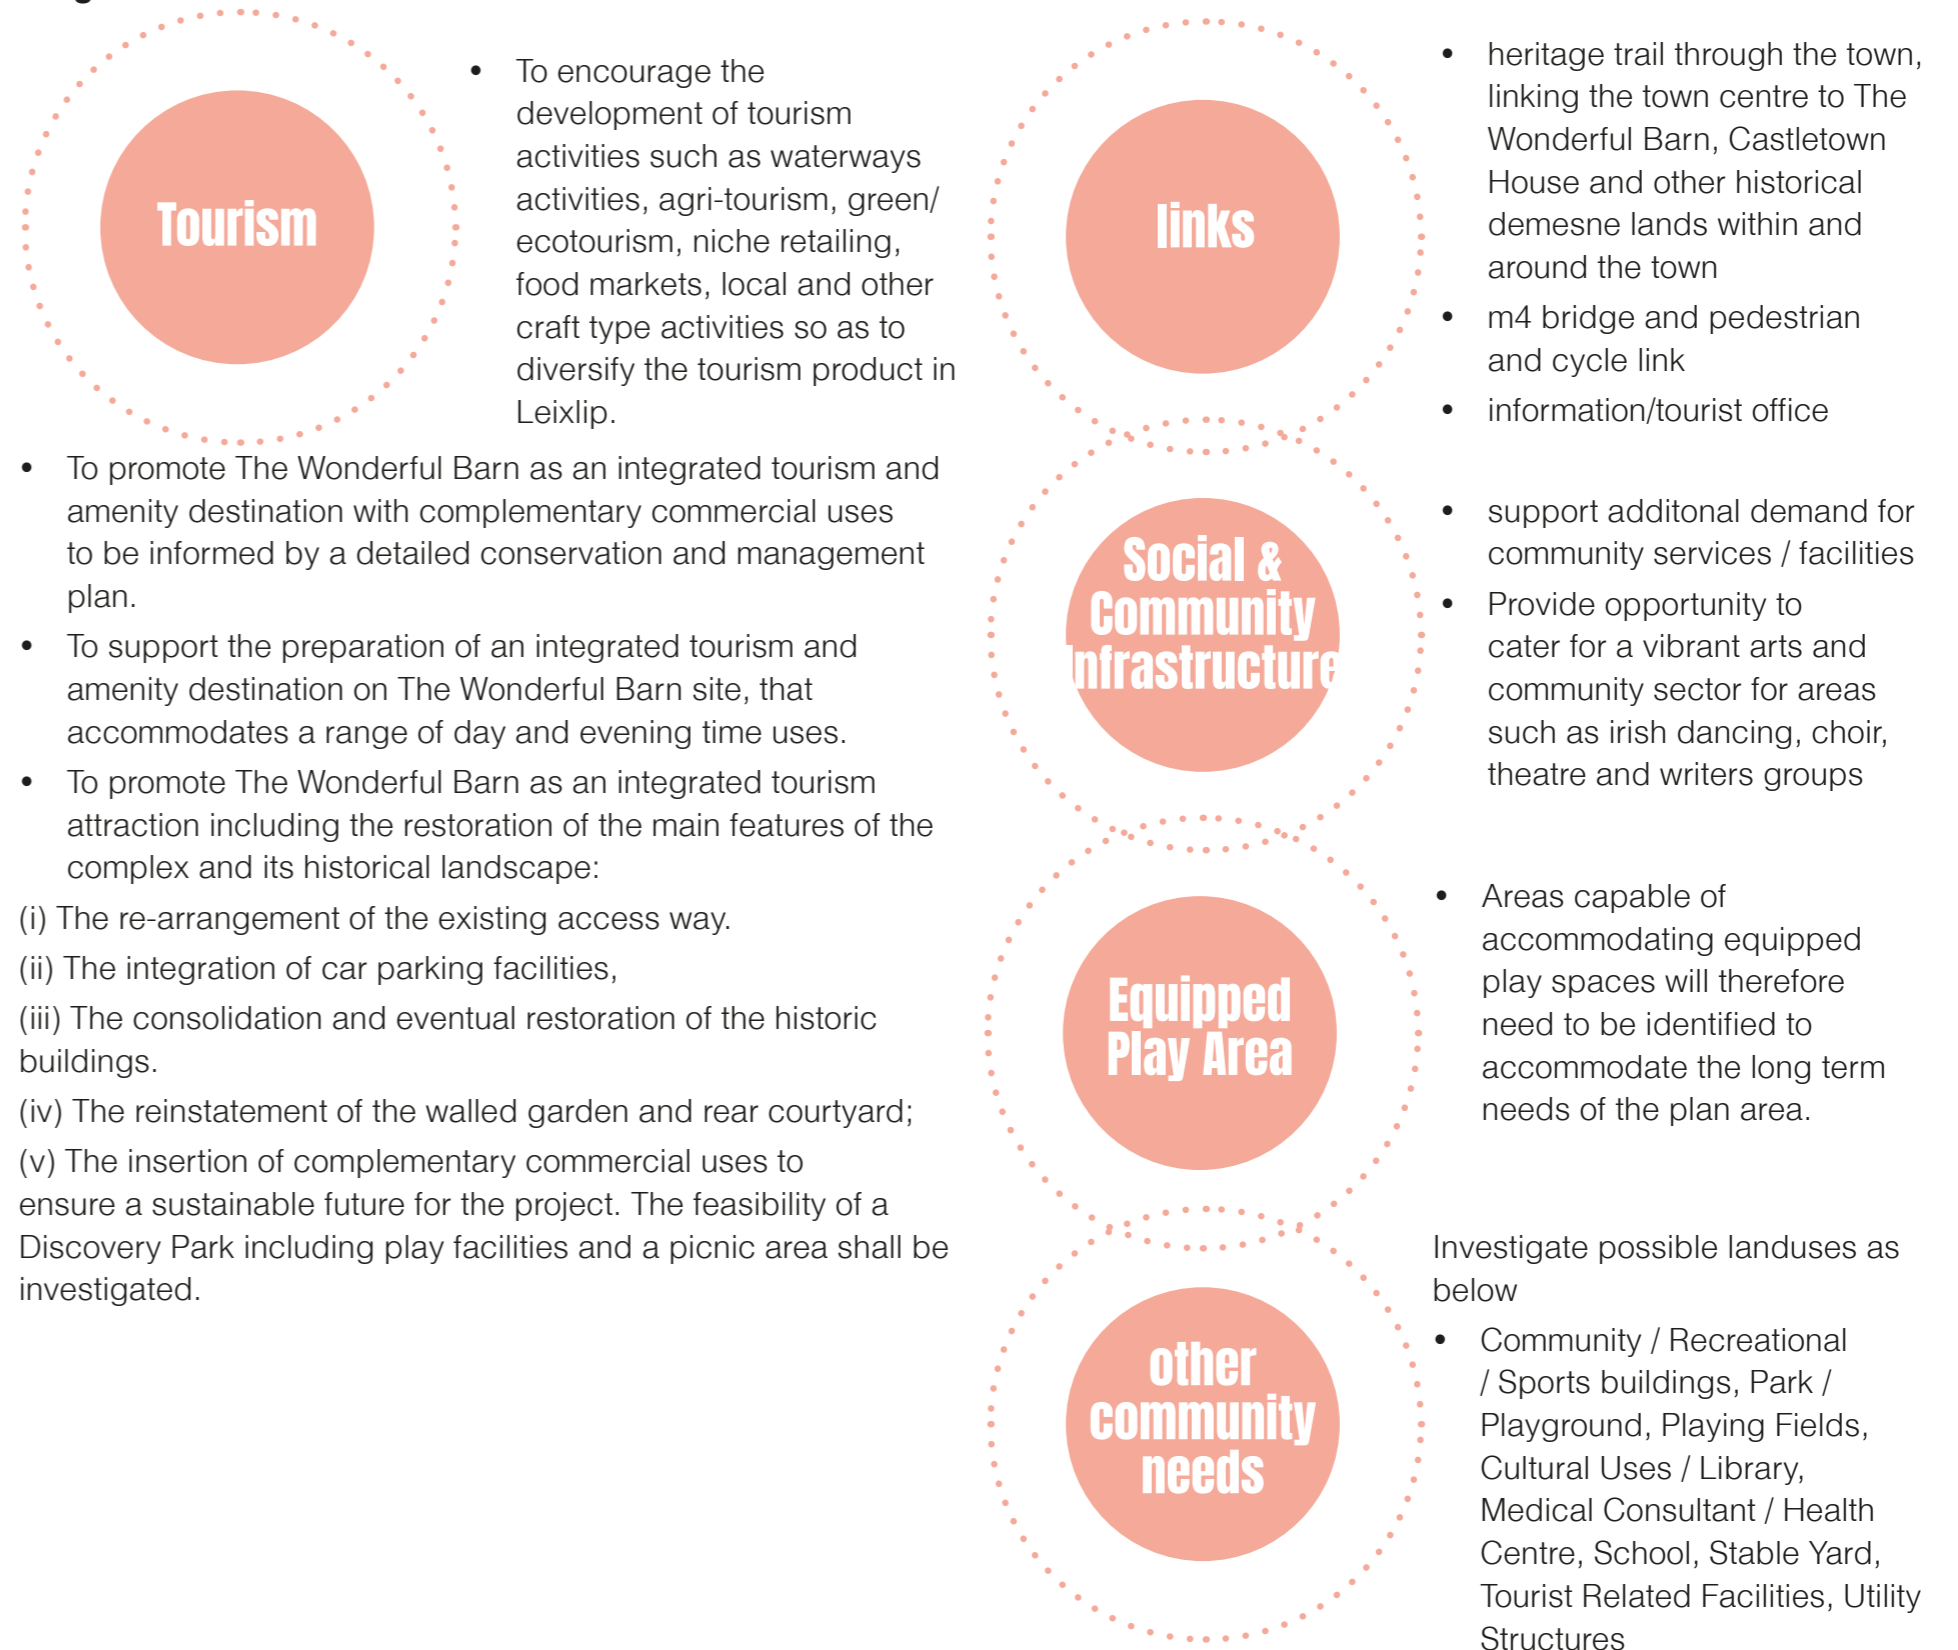 Tourism
• To encourage the
development of tourism
activities such as waterways
activities, agri-tourism, green/
ecotourism, niche retailing,
food markets, local and other
craft type activities so as to
diversify the tourism product in
Leixlip.
• To promote The Wonderful Barn as an integrated tourism and
amenity destination with complementary commercial uses
to be informed by a detailed conservation and management
plan.
• To support the preparation of an integrated tourism and
amenity destination on The Wonderful Barn site, that
accommodates a range of day and evening time uses.
• To promote The Wonderful Barn as an integrated tourism
attraction including the restoration of the main features of the
complex and its historical landscape:
(i) The re-arrangement of the existing access way.
(ii) The integration of car parking facilities,
(iii) The consolidation and eventual restoration of the historic
buildings.
(iv) The reinstatement of the walled garden and rear courtyard;
(v) The insertion of complementary commercial uses to
ensure a sustainable future for the project. The feasibility of a
Discovery Park including play facilities and a picnic area shall be
investigated.
links
• heritage trail through the town,
linking the town centre to The
Wonderful Barn, Castletown
House and other historical
demesne lands within and
around the town
• m4 bridge and pedestrian
and cycle link
• information/tourist office
Social &
Community
Infrastructure
• support additonal demand for
community services / facilities
• Provide opportunity to
cater for a vibrant arts and
community sector for areas
such as irish dancing, choir,
theatre and writers groups
Equipped
Play Area
• Areas capable of
accommodating equipped
play spaces will therefore
need to be identified to
accommodate the long term
needs of the plan area.
other
community
needs
Investigate possible landuses as
below
• Community / Recreational
/ Sports buildings, Park /
Playground, Playing Fields,
Cultural Uses / Library,
Medical Consultant / Health
Centre, School, Stable Yard,
Tourist Related Facilities, Utility
Structures